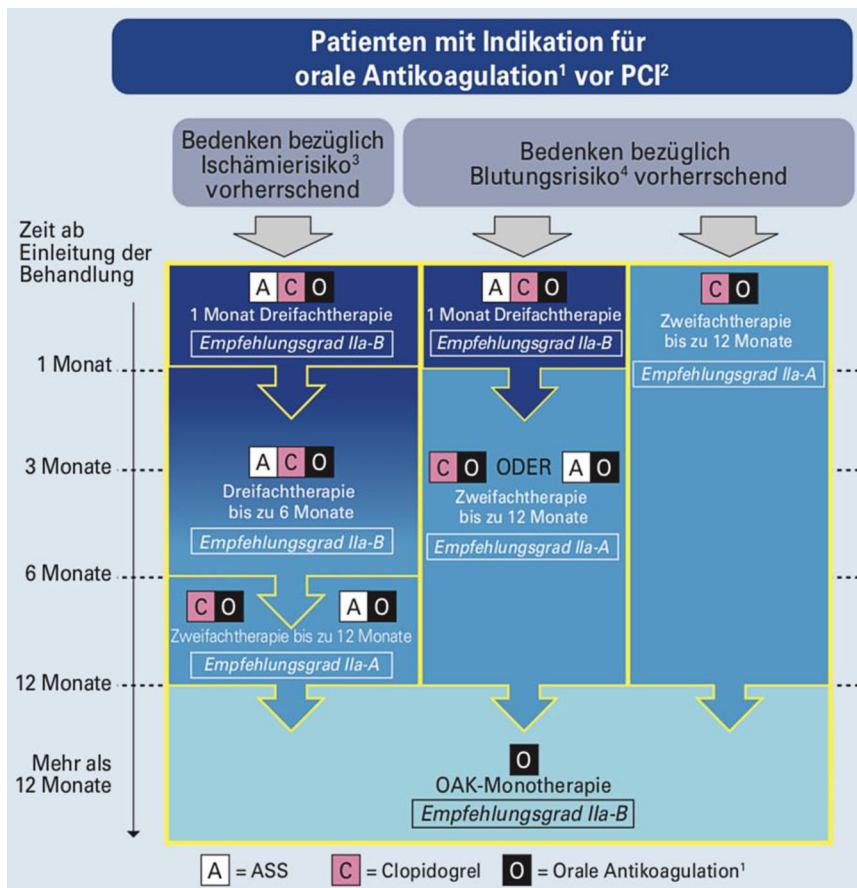 Patienten mit Indikation für
orale Antikoagulation¹ vor PCI²
Bedenken bezüglich
Ischämierisiko³
vorherrschend
Bedenken bezüglich
Blutungsrisiko⁴ vorherrschend
Zeit ab
Einleitung der
Behandlung
A C O
1 Monat Dreifachtherapie
Empfehlungsgrad IIa-B
A C O
1 Monat Dreifachtherapie
Empfehlungsgrad IIa-B
C O
Zweifachtherapie
bis zu 12 Monate
Empfehlungsgrad IIa-A
1 Monat
A C O
Dreifachtherapie
bis zu 6 Monate
Empfehlungsgrad IIa-B
C O ODER A O
Zweifachtherapie
bis zu 12 Monate
Empfehlungsgrad IIa-A
3 Monate
6 Monate
C O A O
Zweifachtherapie bis zu 12 Monate
Empfehlungsgrad IIa-A
12 Monate
Mehr als
12 Monate
O
OAK-Monotherapie
Empfehlungsgrad IIa-B
A = ASS C = Clopidogrel O = Orale Antikoagulation¹